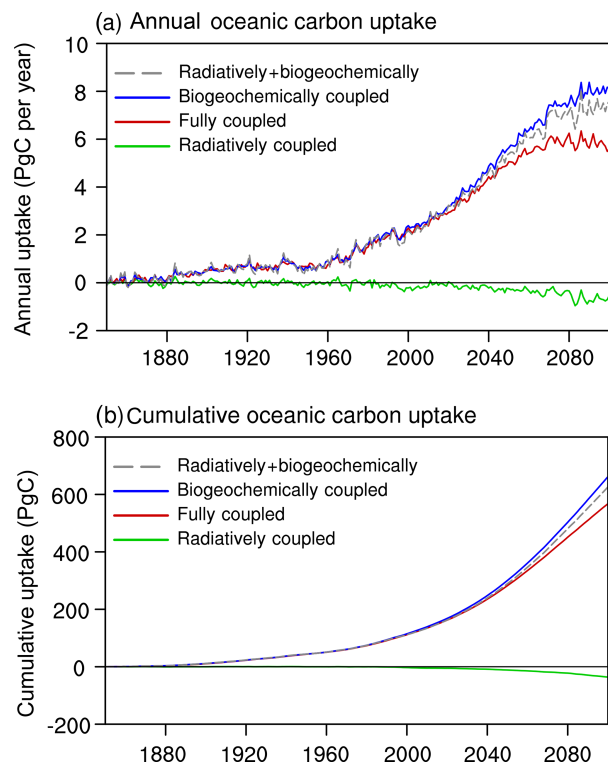 (a) Annual oceanic carbon uptake
Annual uptake (PgC per year)
10
8
6
4
2
0
-2
Radiatively+biogeochemically
Biogeochemically coupled
Fully coupled
Radiatively coupled
1880 1920 1960 2000 2040 2080
(b) Cumulative oceanic carbon uptake
Cumulative uptake (PgC)
800
600
400
200
0
-200
Radiatively+biogeochemically
Biogeochemically coupled
Fully coupled
Radiatively coupled
1880 1920 1960 2000 2040 2080